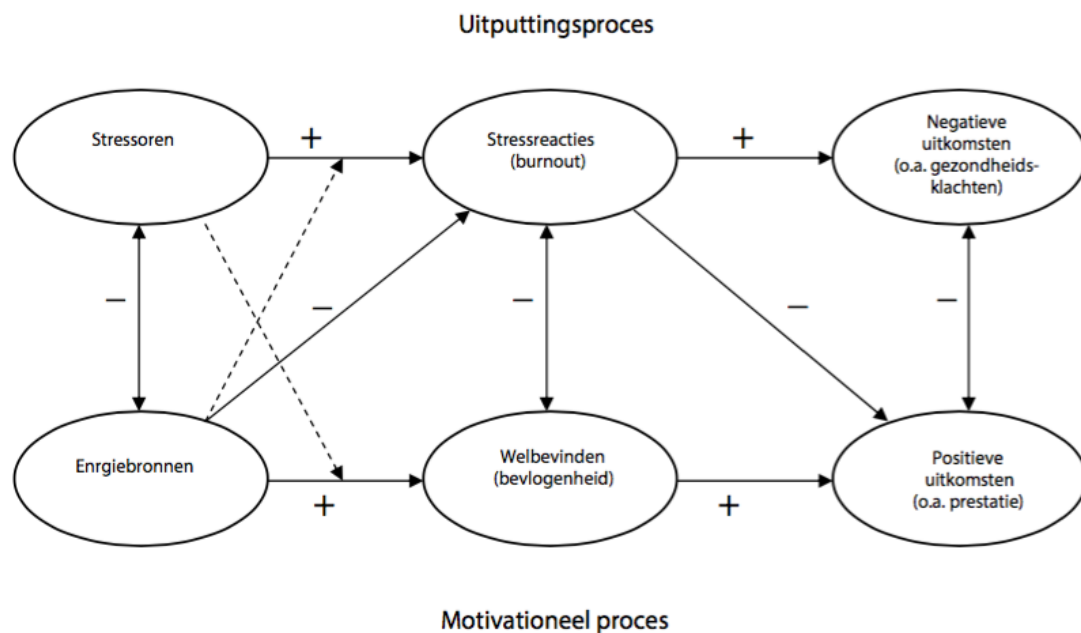 Uitputtingsproces
Stressoren
+
Stressreacties
(burnout)
+
Negatieve
uitkomsten
(o.a. gezondheids-
klachten)
–
–
–
–
–
Enrgiebronnen
+
Welbevinden
(bevlogenheid)
+
Positieve
uitkomsten
(o.a. prestatie)
Motivationeel proces